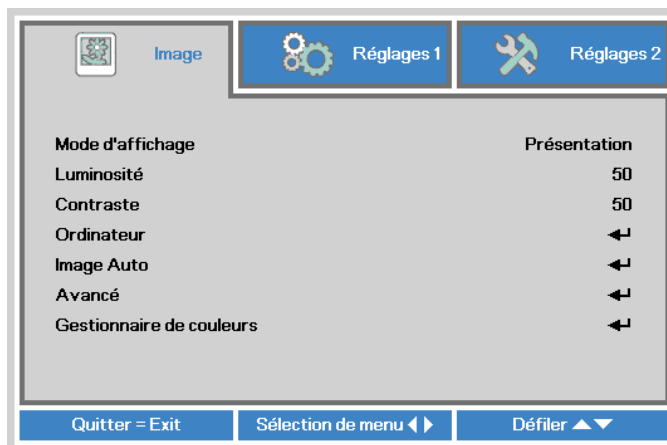 Image Réglages 1 Réglages 2
Mode d'affichage Présentation
Luminosité 50
Contraste 50
Ordinateur
Image Auto
Avancé
Gestionnaire de couleurs
Quitter = Exit Sélection de menu Défiler